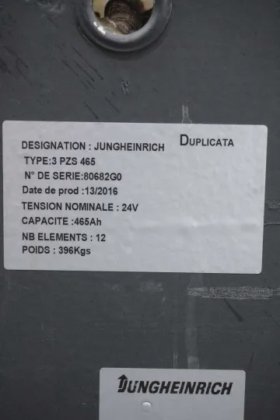 DESIGNATION : JUNGHEINRICH DUPLICATA
TYPE:3 PZS 465
N° DE SERIE:80682G0
Date de prod :13/2016
TENSION NOMINALE : 24V
CAPACITE :465Ah
NB ELEMENTS : 12
POIDS : 396Kgs
JUNGHEINRICH